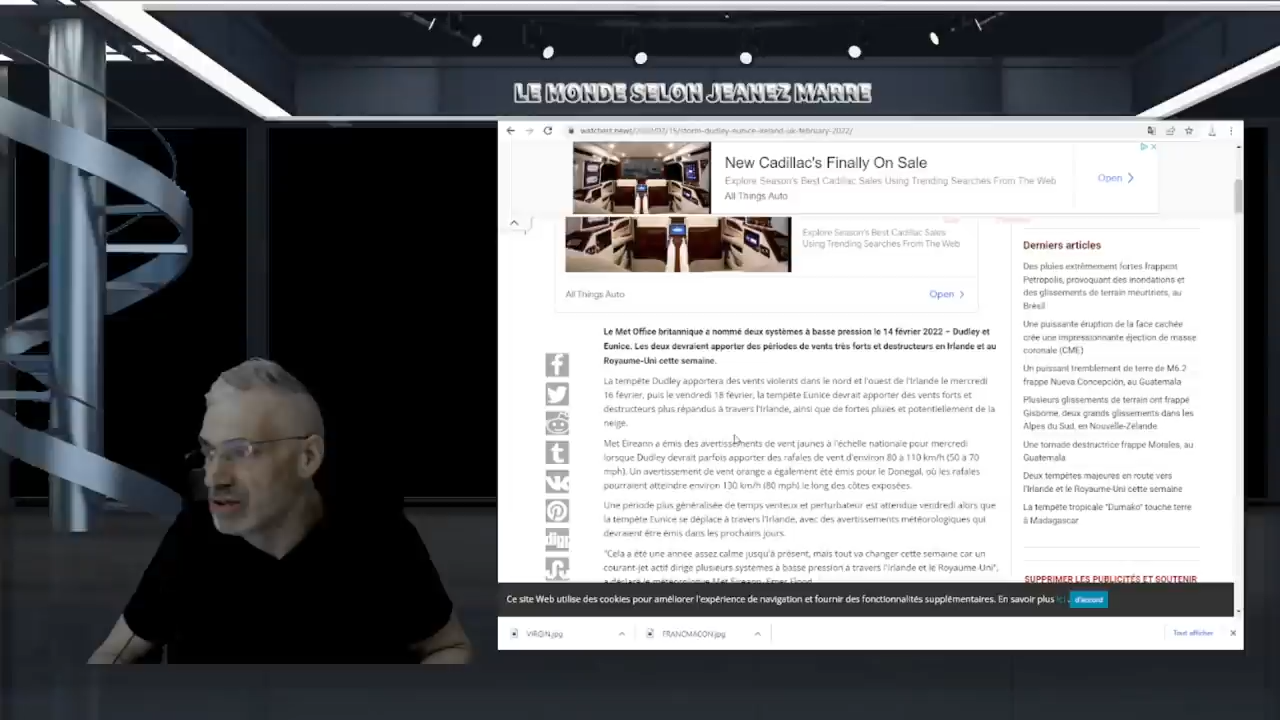 LE MONDE SELON JEANEZ MARRE
watchers.news/2022/02/15/storm-dudley-eunice-ireland-uk-february-2022/
New Cadillac's Finally On Sale
Explore Season's Best Cadillac Sales Using Trending Searches From The Web
All Things Auto
Open
Explore Season's Best Cadillac Sales
Using Trending Searches From The Web
All Things Auto
Open
Le Met Office britannique a nommé deux systèmes à basse pression le 14 février 2022 – Dudley et
Eunice. Les deux devraient apporter des périodes de vents très forts et destructeurs en Irlande et au
Royaume-Uni cette semaine.
La tempête Dudley apportera des vents violents dans le nord et l'ouest de l'Irlande le mercredi
16 février, puis le vendredi 18 février, la tempête Eunice devrait apporter des vents forts et
destructeurs plus répandus à travers l'Irlande, ainsi que de fortes pluies et potentiellement de la
neige.
Met Éireann a émis des avertissements de vent jaunes à l'échelle nationale pour mercredi
lorsque Dudley devrait parfois apporter des rafales de vent d'environ 80 à 110 km/h (50 à 70
mph). Un avertissement de vent orange a également été émis pour le Donegal, où les rafales
pourraient atteindre environ 130 km/h (80 mph) le long des côtes exposées.
Une période plus généralisée de temps venteux et perturbateur est attendue vendredi alors que
la tempête Eunice se déplace à travers l'Irlande, avec des avertissements météorologiques qui
devraient être émis dans les prochains jours.
"Cela a été une année assez calme jusqu'à présent, mais tout va changer cette semaine car un
courant-jet actif dirige plusieurs systèmes à basse pression à travers l'Irlande et le Royaume-Uni",
a déclaré le météorologue Met Éireann, Emer Flood.
Derniers articles
Des pluies extrêmement fortes frappent
Petropolis, provoquant des inondations et
des glissements de terrain meurtriers, au
Brésil
Une puissante éruption de la face cachée
crée une impressionnante éjection de masse
coronale (CME)
Un puissant tremblement de terre de M6.2
frappe Nueva Concepción, au Guatemala
Plusieurs glissements de terrain ont frappé
Gisborne, deux grands glissements dans les
Alpes du Sud, en Nouvelle-Zélande
Une tornade destructrice frappe Morales, au
Guatemala
Deux tempêtes majeures en route vers
l'Irlande et le Royaume-Uni cette semaine
La tempête tropicale "Dumako" touche terre
à Madagascar
SUPPRIMER LES PUBLICITÉS ET SOUTENIR
Ce site Web utilise des cookies pour améliorer l'expérience de navigation et fournir des fonctionnalités supplémentaires. En savoir plus ici .
d'accord
VIRGIN.jpg
FRANCMACON.jpg
Tout afficher